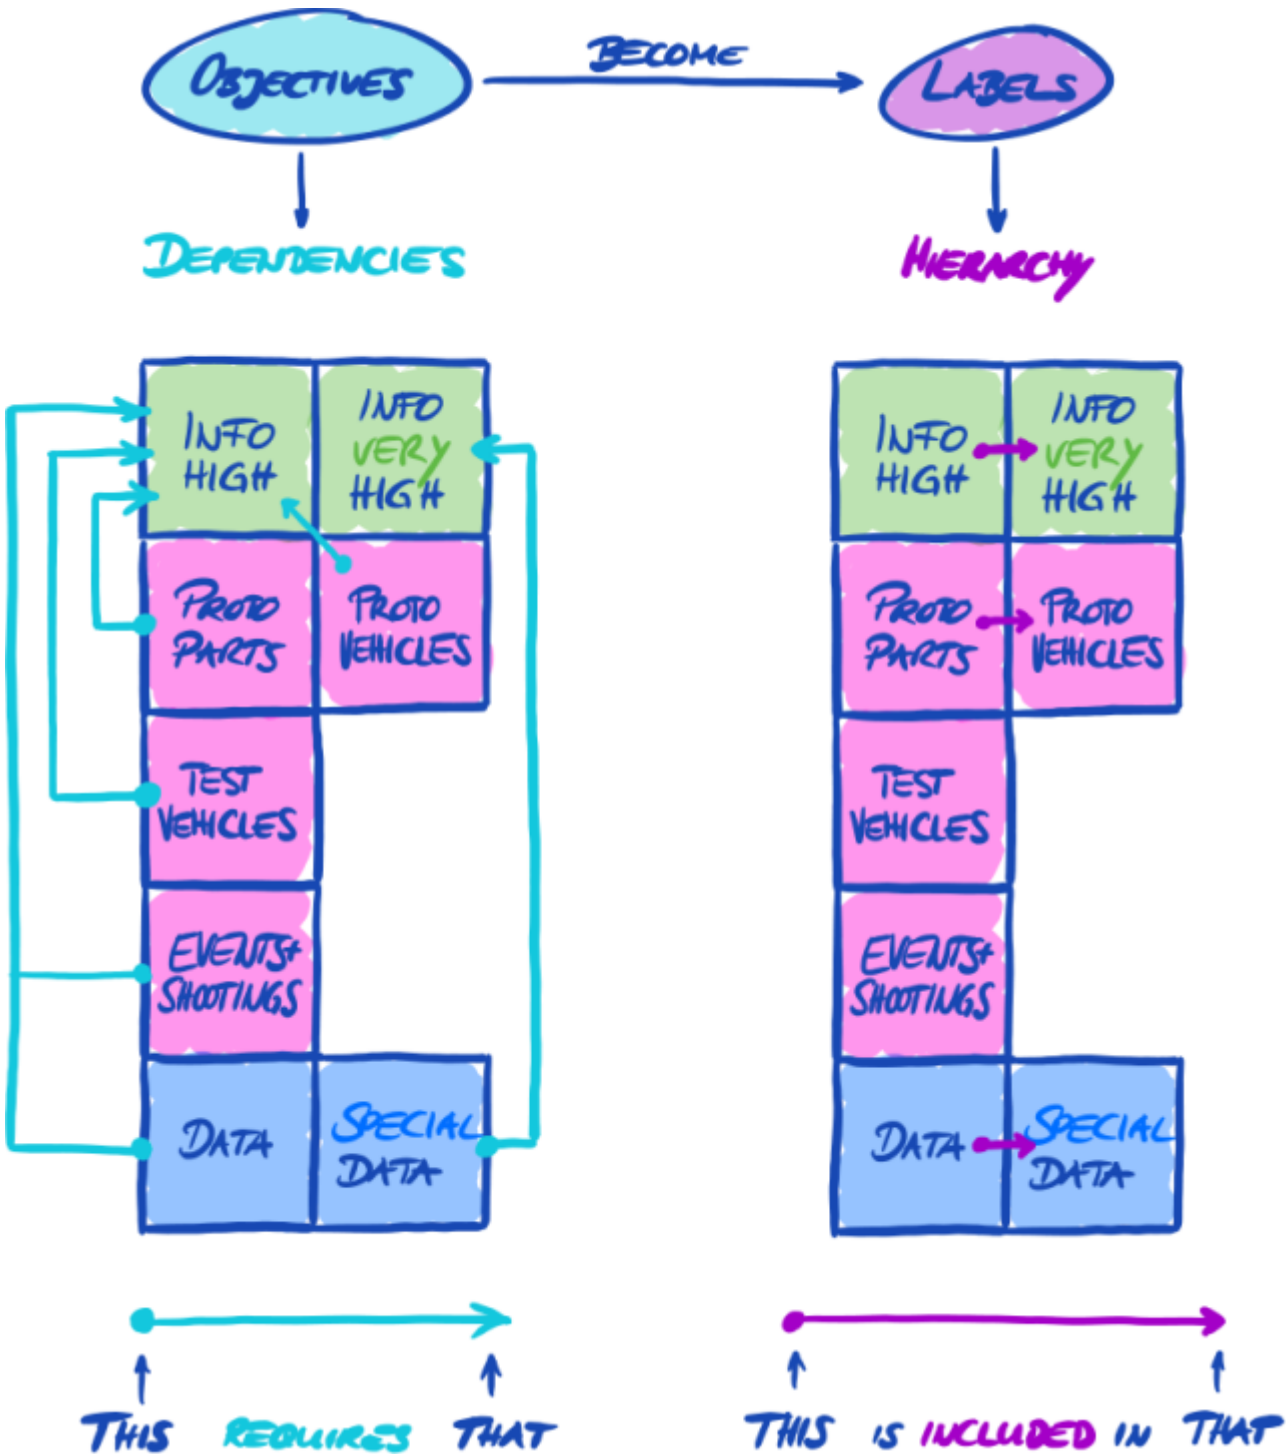 OBJECTIVES
BECOME
LABELS
DEPENDENCIES
HIERARCHY
INFO
HIGH
INFO
VERY
HIGH
PROTO
PARTS
PROTO
VEHICLES
TEST
VEHICLES
EVENTS+
SHOOTINGS
DATA
SPECIAL
DATA
INFO
HIGH
INFO
VERY
HIGH
PROTO
PARTS
PROTO
VEHICLES
TEST
VEHICLES
EVENTS+
SHOOTINGS
DATA
SPECIAL
DATA
THIS REQUIRES THAT
THIS IS INCLUDED IN THAT